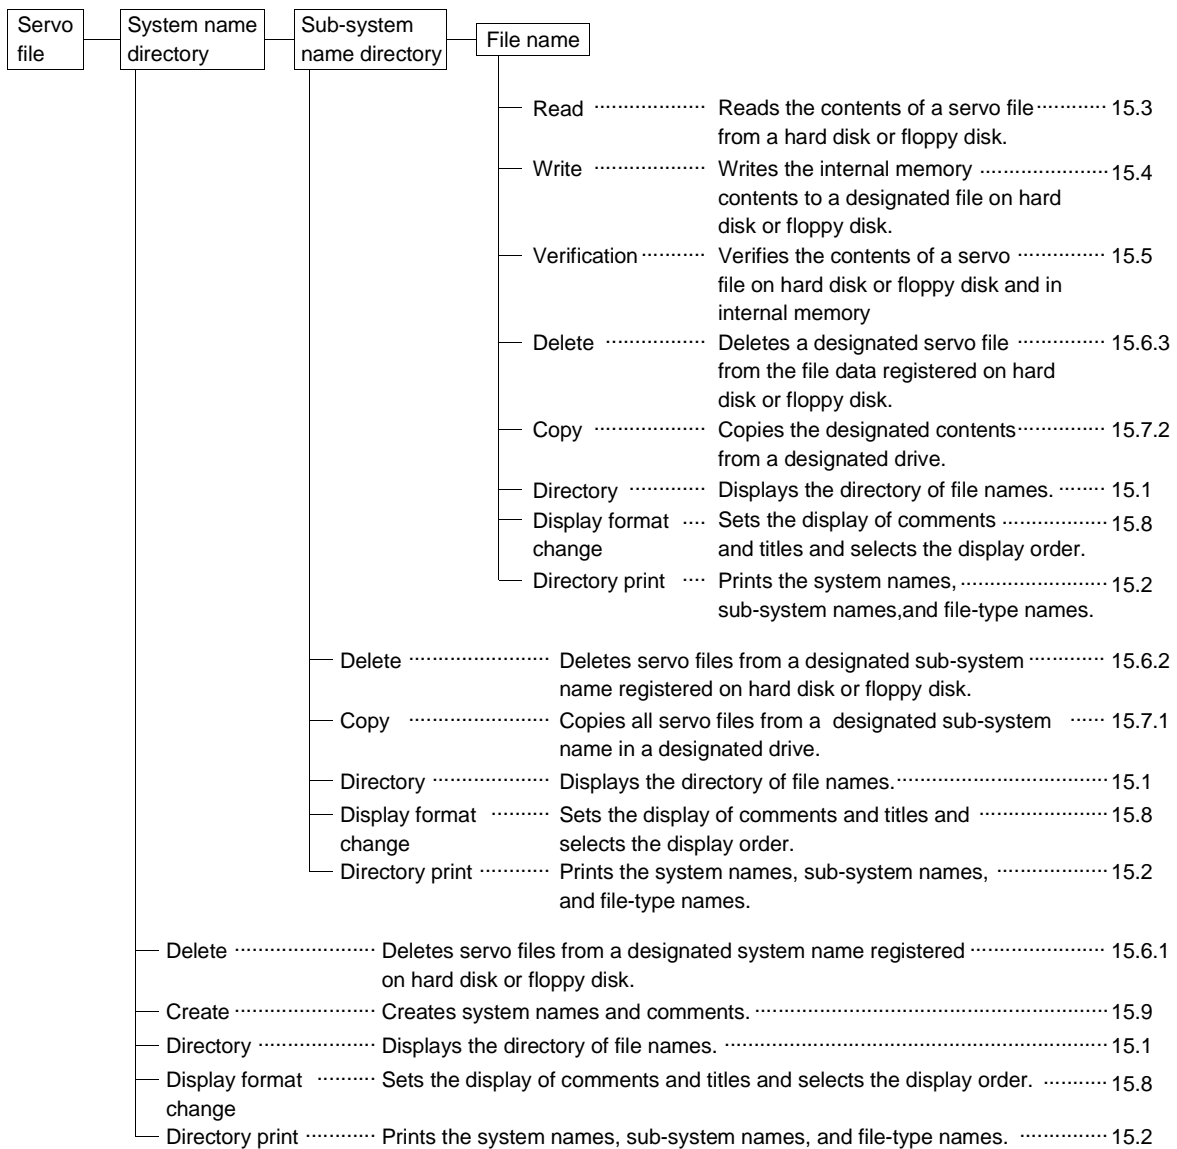 Servo file
System name directory
Sub-system name directory
File name
Read ................... Reads the contents of a servo file ............ 15.3
from a hard disk or floppy disk.
Write ................... Writes the internal memory ...................... 15.4
contents to a designated file on hard
disk or floppy disk.
Verification ........... Verifies the contents of a servo ............... 15.5
file on hard disk or floppy disk and in
internal memory
Delete ................. Deletes a designated servo file ............... 15.6.3
from the file data registered on hard
disk or floppy disk.
Copy ................... Copies the designated contents ............... 15.7.2
from a designated drive.
Directory ............. Displays the directory of file names. ........ 15.1
Display format .... Sets the display of comments .................. 15.8
change and titles and selects the display order.
Directory print .... Prints the system names, ......................... 15.2
sub-system names,and file-type names.
Delete ........................ Deletes servo files from a designated sub-system ............. 15.6.2
name registered on hard disk or floppy disk.
Copy ........................ Copies all servo files from a designated sub-system ...... 15.7.1
name in a designated drive.
Directory .................... Displays the directory of file names. .................................... 15.1
Display format .......... Sets the display of comments and titles and ...................... 15.8
change selects the display order.
Directory print ............ Prints the system names, sub-system names, ................... 15.2
and file-type names.
Delete ........................ Deletes servo files from a designated system name registered ....................... 15.6.1
on hard disk or floppy disk.
Create ........................ Creates system names and comments. ............................................................ 15.9
Directory .................... Displays the directory of file names. ................................................................. 15.1
Display format .......... Sets the display of comments and titles and selects the display order. ........... 15.8
change
Directory print ............ Prints the system names, sub-system names, and file-type names. ............... 15.2